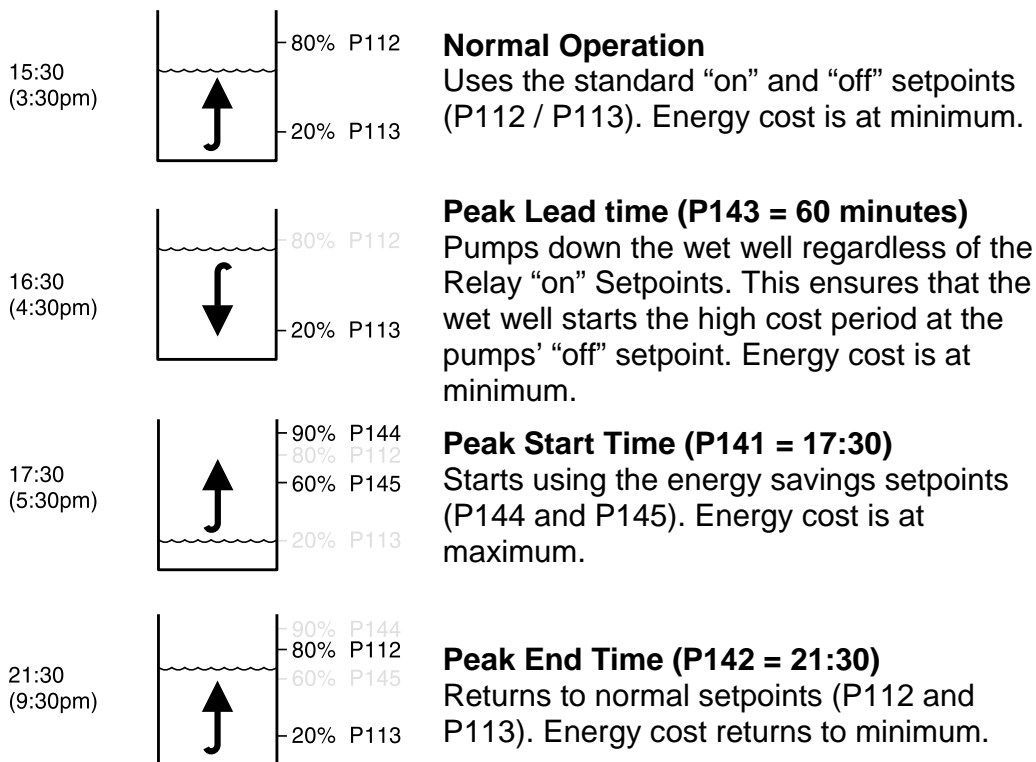 15:30
(3:30pm)
80% P112
20% P113
Normal Operation
Uses the standard “on” and “off” setpoints
(P112 / P113). Energy cost is at minimum.
16:30
(4:30pm)
80% P112
20% P113
Peak Lead time (P143 = 60 minutes)
Pumps down the wet well regardless of the
Relay “on” Setpoints. This ensures that the
wet well starts the high cost period at the
pumps’ “off” setpoint. Energy cost is at
minimum.
17:30
(5:30pm)
90% P144
80% P112
60% P145
20% P113
Peak Start Time (P141 = 17:30)
Starts using the energy savings setpoints
(P144 and P145). Energy cost is at
maximum.
21:30
(9:30pm)
90% P144
80% P112
60% P145
20% P113
Peak End Time (P142 = 21:30)
Returns to normal setpoints (P112 and
P113). Energy cost returns to minimum.